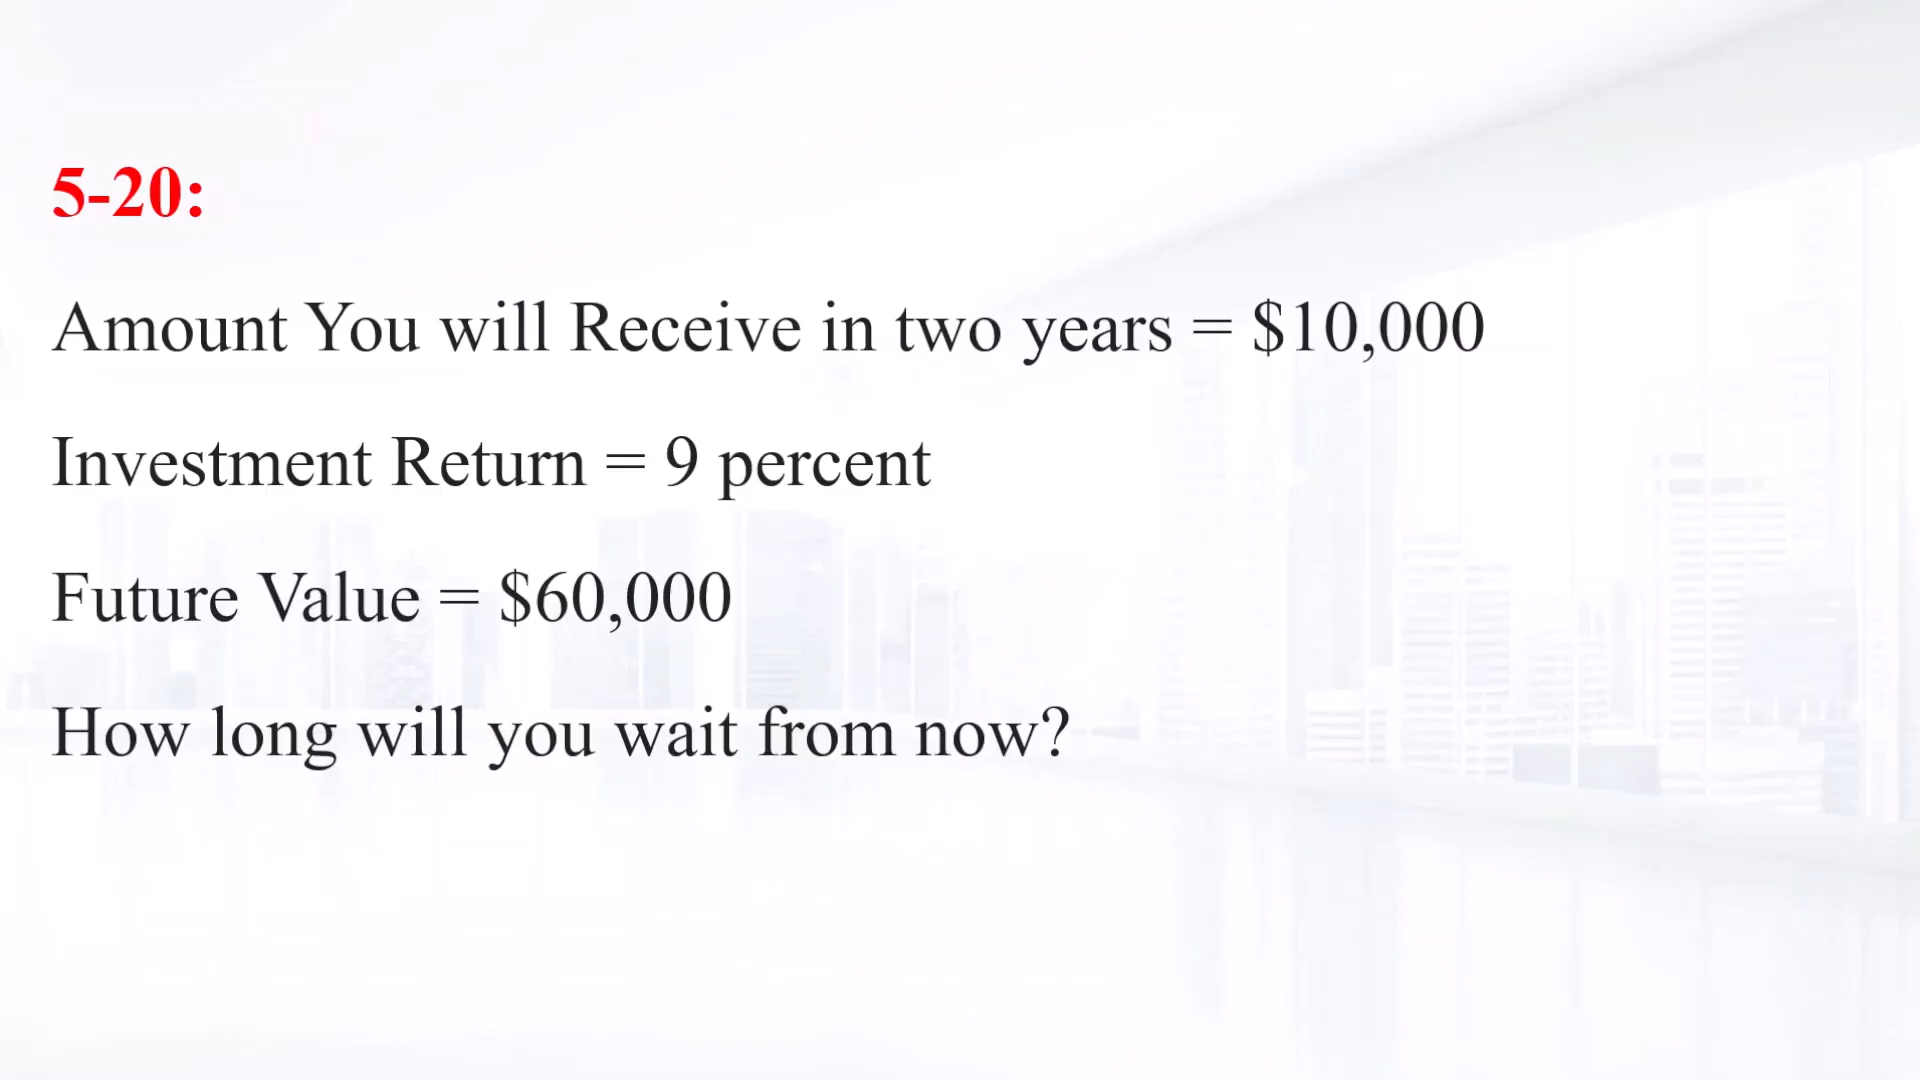 5-20:
Amount You will Receive in two years = $10,000
Investment Return = 9 percent
Future Value = $60,000
How long will you wait from now?